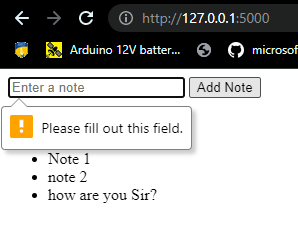 http://127.0.0.1:5000
Arduino 12V batter... microsof
Enter a note Add Note
Please fill out this field.
Note 1
note 2
how are you Sir?